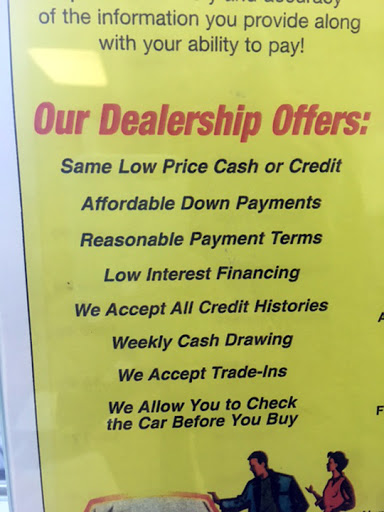 of the information you provide along
with your ability to pay!
Our Dealership Offers:
Same Low Price Cash or Credit
Affordable Down Payments
Reasonable Payment Terms
Low Interest Financing
We Accept All Credit Histories
Weekly Cash Drawing
We Accept Trade-Ins
We Allow You to Check
the Car Before You Buy